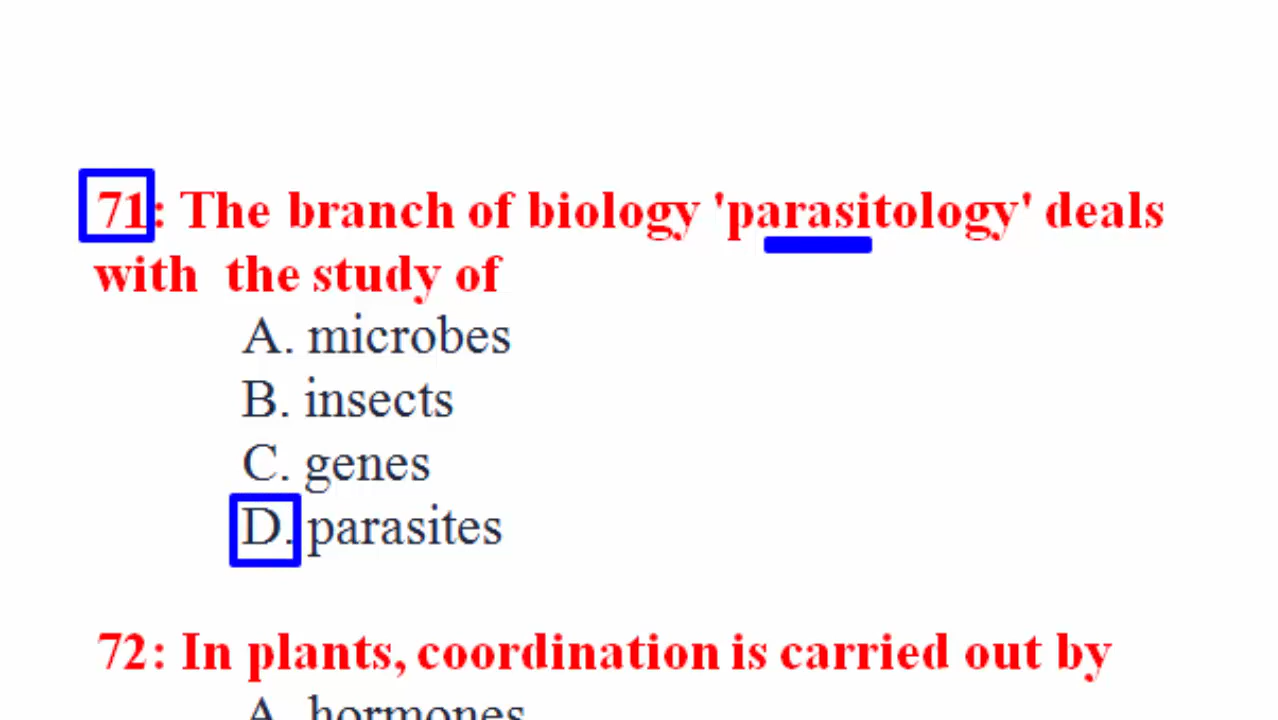 71: The branch of biology 'parasitology' deals
with the study of
A. microbes
B. insects
C. genes
D. parasites
72: In plants, coordination is carried out by
A. hormones